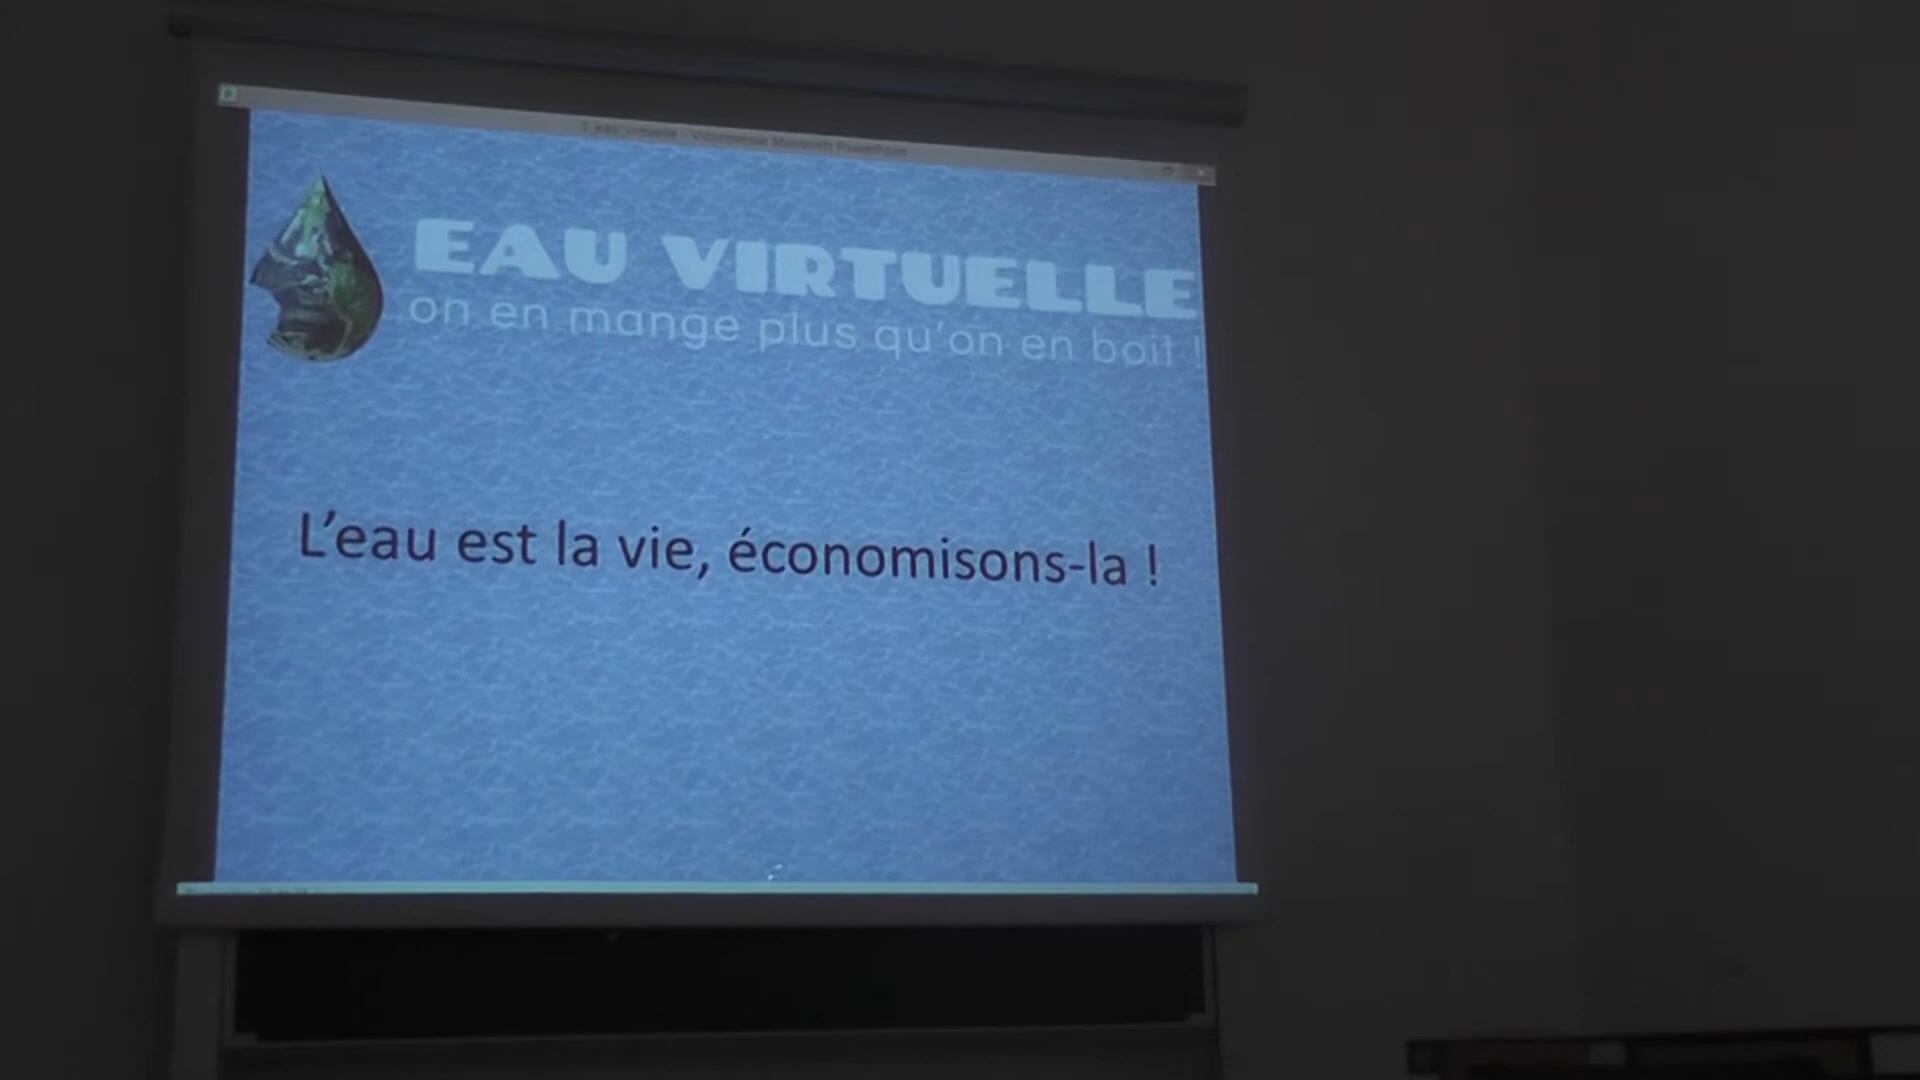 EAU VIRTUELLE
on en mange plus qu'on en boit !
L'eau est la vie, économisons-la !